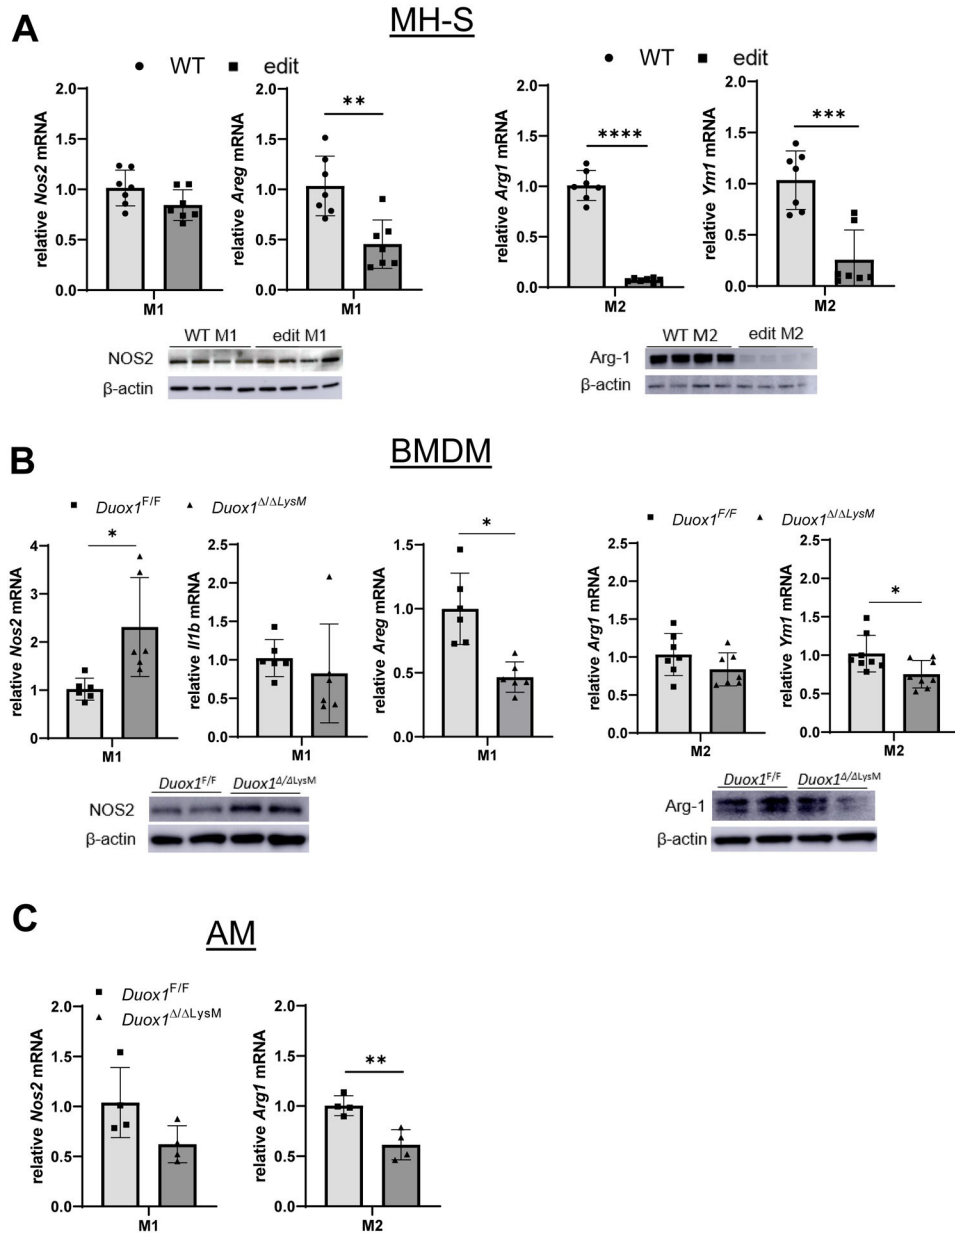 A
MH-S
● WT ■ edit
● WT ■ edit
relative Nos2 mRNA
2.0
1.5
1.0
0.5
0.0
M1
relative Areg mRNA
2.0
1.5
1.0
0.5
0.0
**
M1
relative Arg1 mRNA
2.0
1.5
1.0
0.5
0.0
****
M2
relative Ym1 mRNA
2.0
1.5
1.0
0.5
0.0
***
M2
WT M1 edit M1
NOS2
β-actin
WT M2 edit M2
Arg-1
β-actin
B
BMDM
■ Duox1F/F ▲ Duox1Δ/ΔLysM
■ Duox1F/F ▲ Duox1Δ/ΔLysM
relative Nos2 mRNA
4
3
2
1
0
*
M1
relative Il1b mRNA
2.5
2.0
1.5
1.0
0.5
0.0
M1
relative Areg mRNA
1.5
1.0
0.5
0.0
*
M1
relative Arg1 mRNA
2.5
2.0
1.5
1.0
0.5
0.0
M2
relative Ym1 mRNA
2.5
2.0
1.5
1.0
0.5
0.0
*
M2
Duox1F/F Duox1Δ/ΔLysM
NOS2
β-actin
Duox1F/F Duox1Δ/ΔLysM
Arg-1
β-actin
C
AM
■ Duox1F/F
▲ Duox1Δ/ΔLysM
relative Nos2 mRNA
2.0
1.5
1.0
0.5
0.0
M1
relative Arg1 mRNA
2.0
1.5
1.0
0.5
0.0
**
M2